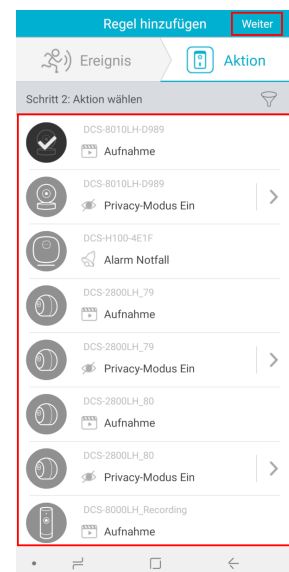 Regel hinzufügen Weiter
Ereignis Aktion
Schritt 2: Aktion wählen
DCS-8010LH-D989
Aufnahme
DCS-8010LH-D989
Privacy-Modus Ein
DCS-H100-4E1F
Alarm Notfall
DCS-2800LH_79
Aufnahme
DCS-2800LH_79
Privacy-Modus Ein
DCS-2800LH_80
Aufnahme
DCS-2800LH_80
Privacy-Modus Ein
DCS-8000LH_Recording
Aufnahme